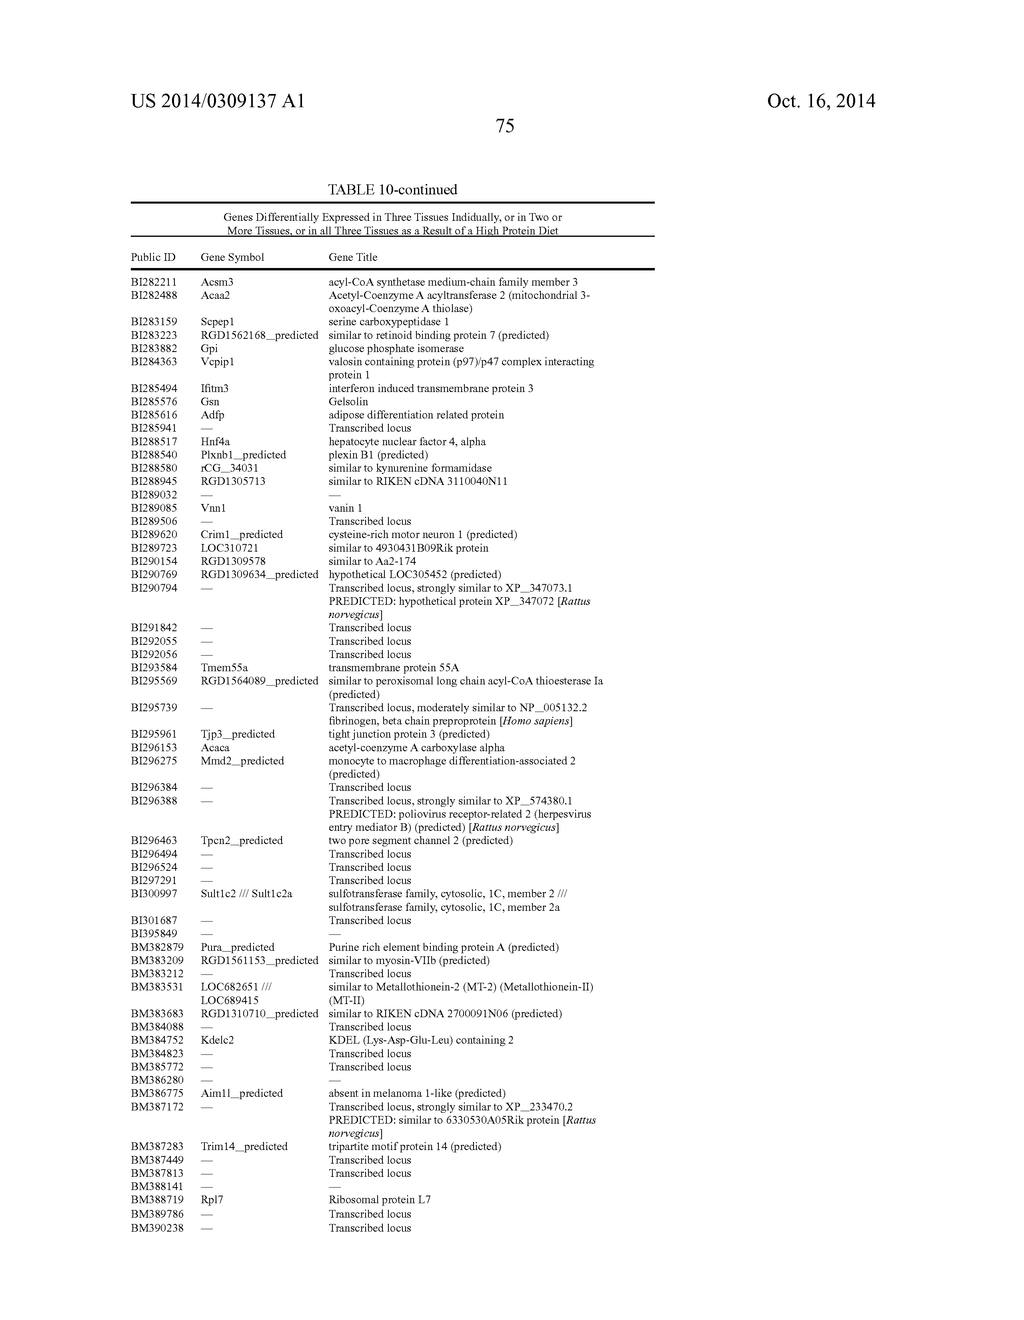 US 2014/0309137 A1 Oct. 16, 2014
75
TABLE 10-continued
Genes Differentially Expressed in Three Tissues Indidually, or in Two or
More Tissues, or in all Three Tissues as a Result of a High Protein Diet
Public ID Gene Symbol Gene Title
BI282211 Acsm3 acyl-CoA synthetase medium-chain family member 3
BI282488 Acaa2 Acetyl-Coenzyme A acyltransferase 2 (mitochondrial 3-
oxoacyl-Coenzyme A thiolase)
BI283159 Scpep1 serine carboxypeptidase 1
BI283223 RGD1562168_predicted similar to retinoid binding protein 7 (predicted)
BI283882 Gpi glucose phosphate isomerase
BI284363 Vcpip1 valosin containing protein (p97)/p47 complex interacting
protein 1
BI285494 Ifitm3 interferon induced transmembrane protein 3
BI285576 Gsn Gelsolin
BI285616 Adfp adipose differentiation related protein
BI285941 — Transcribed locus
BI288517 Hnf4a hepatocyte nuclear factor 4, alpha
BI288540 Plxnb1_predicted plexin B1 (predicted)
BI288580 rCG_34031 similar to kynurenine formamidase
BI288945 RGD1305713 similar to RIKEN cDNA 3110040N11
BI289032 — —
BI289085 Vnn1 vanin 1
BI289506 — Transcribed locus
BI289620 Crim1_predicted cysteine-rich motor neuron 1 (predicted)
BI289723 LOC310721 similar to 4930431B09Rik protein
BI290154 RGD1309578 similar to Aa2-174
BI290769 RGD1309634_predicted hypothetical LOC305452 (predicted)
BI290794 — Transcribed locus, strongly similar to XP_347073.1
PREDICTED: hypothetical protein XP_347072 [Rattus
norvegicus]
BI291842 — Transcribed locus
BI292055 — Transcribed locus
BI292056 — Transcribed locus
BI293584 Tmem55a transmembrane protein 55A
BI295569 RGD1564089_predicted similar to peroxisomal long chain acyl-CoA thioesterase Ia
(predicted)
BI295739 — Transcribed locus, moderately similar to NP_005132.2
fibrinogen, beta chain preproprotein [Homo sapiens]
BI295961 Tjp3_predicted tight junction protein 3 (predicted)
BI296153 Acaca acetyl-coenzyme A carboxylase alpha
BI296275 Mmd2_predicted monocyte to macrophage differentiation-associated 2
(predicted)
BI296384 — Transcribed locus
BI296388 — Transcribed locus, strongly similar to XP_574380.1
PREDICTED: poliovirus receptor-related 2 (herpesvirus
entry mediator B) (predicted) [Rattus norvegicus]
BI296463 Tpcn2_predicted two pore segment channel 2 (predicted)
BI296494 — Transcribed locus
BI296524 — Transcribed locus
BI297291 — Transcribed locus
BI300997 Sult1c2 /// Sult1c2a sulfotransferase family, cytosolic, 1C, member 2 ///
sulfotransferase family, cytosolic, 1C, member 2a
BI301687 — Transcribed locus
BI395849 — —
BM382879 Pura_predicted Purine rich element binding protein A (predicted)
BM383209 RGD1561153_predicted similar to myosin-VIIb (predicted)
BM383212 — Transcribed locus
BM383531 LOC682651 /// similar to Metallothionein-2 (MT-2) (Metallothionein-II)
LOC689415 (MT-II)
BM383683 RGD1310710_predicted similar to RIKEN cDNA 2700091N06 (predicted)
BM384088 — Transcribed locus
BM384752 Kdelc2 KDEL (Lys-Asp-Glu-Leu) containing 2
BM384823 — Transcribed locus
BM385772 — Transcribed locus
BM386280 — —
BM386775 Aim1l_predicted absent in melanoma 1-like (predicted)
BM387172 — Transcribed locus, strongly similar to XP_233470.2
PREDICTED: similar to 6330530A05Rik protein [Rattus
norvegicus]
BM387283 Trim14_predicted tripartite motif protein 14 (predicted)
BM387449 — Transcribed locus
BM387813 — Transcribed locus
BM388141 — —
BM388719 Rpl7 Ribosomal protein L7
BM389786 — Transcribed locus
BM390238 — Transcribed locus